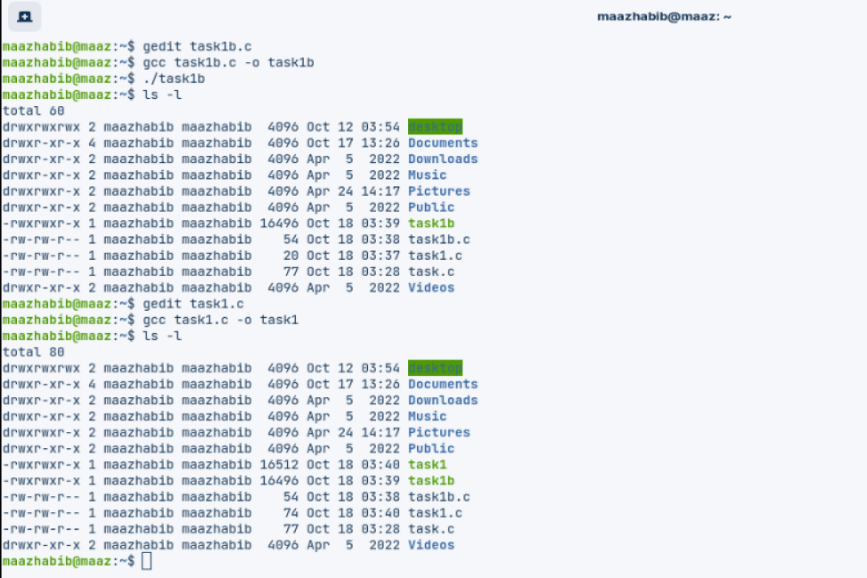 maazhabib@maaz: ~
maazhabib@maaz:~$ gedit task1b.c
maazhabib@maaz:~$ gcc task1b.c -o task1b
maazhabib@maaz:~$ ./task1b
maazhabib@maaz:~$ ls -l
total 60
drwxrwxrwx 2 maazhabib maazhabib  4096 Oct 12 03:54 desktop
drwxr-xr-x 4 maazhabib maazhabib  4096 Oct 17 13:26 Documents
drwxr-xr-x 2 maazhabib maazhabib  4096 Apr  5  2022 Downloads
drwxr-xr-x 2 maazhabib maazhabib  4096 Apr  5  2022 Music
drwxrwxr-x 2 maazhabib maazhabib  4096 Apr 24 14:17 Pictures
drwxr-xr-x 2 maazhabib maazhabib  4096 Apr  5  2022 Public
-rwxrwxr-x 1 maazhabib maazhabib 16496 Oct 18 03:39 task1b
-rw-rw-r-- 1 maazhabib maazhabib    54 Oct 18 03:38 task1b.c
-rw-rw-r-- 1 maazhabib maazhabib    20 Oct 18 03:37 task1.c
-rw-rw-r-- 1 maazhabib maazhabib    77 Oct 18 03:28 task.c
drwxr-xr-x 2 maazhabib maazhabib  4096 Apr  5  2022 Videos
maazhabib@maaz:~$ gedit task1.c
maazhabib@maaz:~$ gcc task1.c -o task1
maazhabib@maaz:~$ ls -l
total 80
drwxrwxrwx 2 maazhabib maazhabib  4096 Oct 12 03:54 desktop
drwxr-xr-x 4 maazhabib maazhabib  4096 Oct 17 13:26 Documents
drwxr-xr-x 2 maazhabib maazhabib  4096 Apr  5  2022 Downloads
drwxr-xr-x 2 maazhabib maazhabib  4096 Apr  5  2022 Music
drwxrwxr-x 2 maazhabib maazhabib  4096 Apr 24 14:17 Pictures
drwxr-xr-x 2 maazhabib maazhabib  4096 Apr  5  2022 Public
-rwxrwxr-x 1 maazhabib maazhabib 16512 Oct 18 03:40 task1
-rwxrwxr-x 1 maazhabib maazhabib 16496 Oct 18 03:39 task1b
-rw-rw-r-- 1 maazhabib maazhabib    54 Oct 18 03:38 task1b.c
-rw-rw-r-- 1 maazhabib maazhabib    74 Oct 18 03:40 task1.c
-rw-rw-r-- 1 maazhabib maazhabib    77 Oct 18 03:28 task.c
drwxr-xr-x 2 maazhabib maazhabib  4096 Apr  5  2022 Videos
maazhabib@maaz:~$